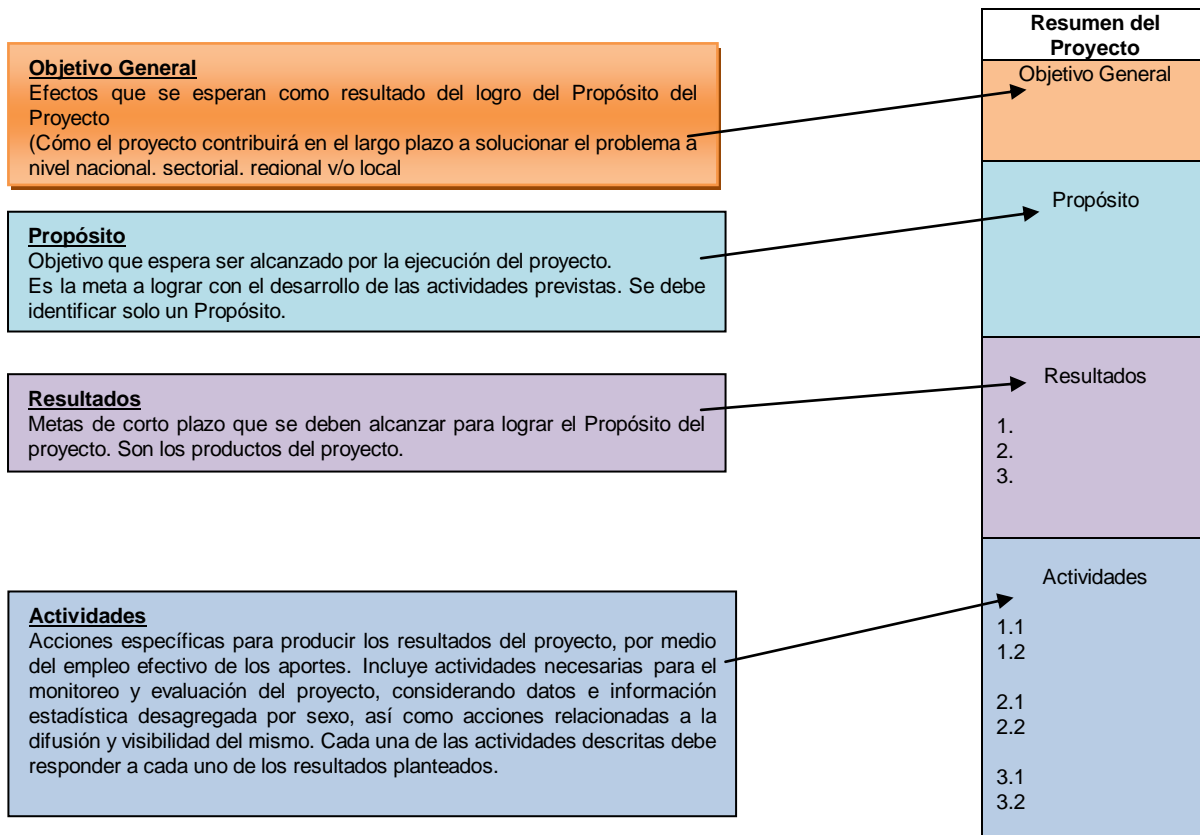 Objetivo General
Efectos que se esperan como resultado del logro del Propósito del
Proyecto
(Cómo el proyecto contribuirá en el largo plazo a solucionar el problema a
nivel nacional, sectorial, regional y/o local
Propósito
Objetivo que espera ser alcanzado por la ejecución del proyecto.
Es la meta a lograr con el desarrollo de las actividades previstas. Se debe
identificar solo un Propósito.
Resultados
Metas de corto plazo que se deben alcanzar para lograr el Propósito del
proyecto. Son los productos del proyecto.
Actividades
Acciones específicas para producir los resultados del proyecto, por medio
del empleo efectivo de los aportes. Incluye actividades necesarias para el
monitoreo y evaluación del proyecto, considerando datos e información
estadística desagregada por sexo, así como acciones relacionadas a la
difusión y visibilidad del mismo. Cada una de las actividades descritas debe
responder a cada uno de los resultados planteados.
Resumen del
Proyecto
Objetivo General
Propósito
Resultados
1.
2.
3.
Actividades
1.1
1.2
2.1
2.2
3.1
3.2